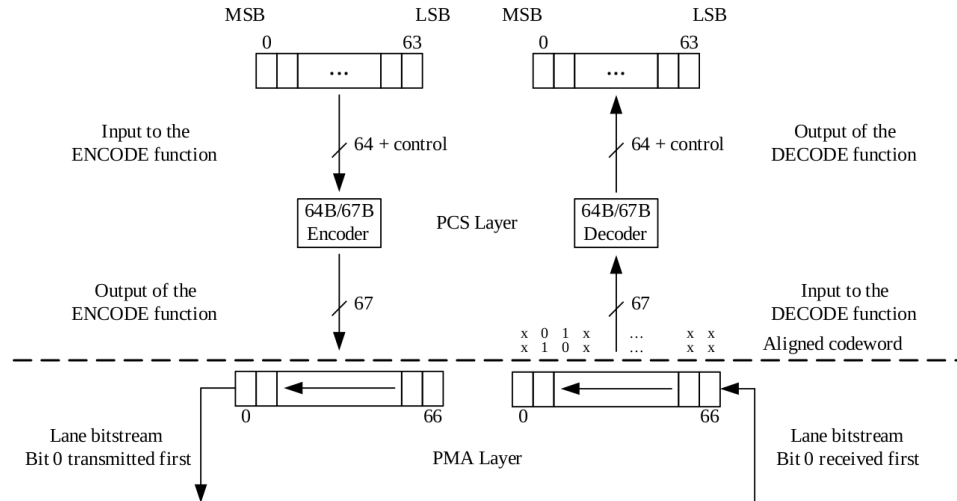 MSB LSB MSB LSB
0 63 0 63
... ...
Input to the
ENCODE function
64 + control
64 + control
Output of the
DECODE function
64B/67B
Encoder
PCS Layer
64B/67B
Decoder
Output of the
ENCODE function
67
67
Input to the
DECODE function
x 0 1 x ... x x
x 1 0 x ... x x
Aligned codeword
0 66 0 66
Lane bitstream
Bit 0 transmitted first
PMA Layer
Lane bitstream
Bit 0 received first